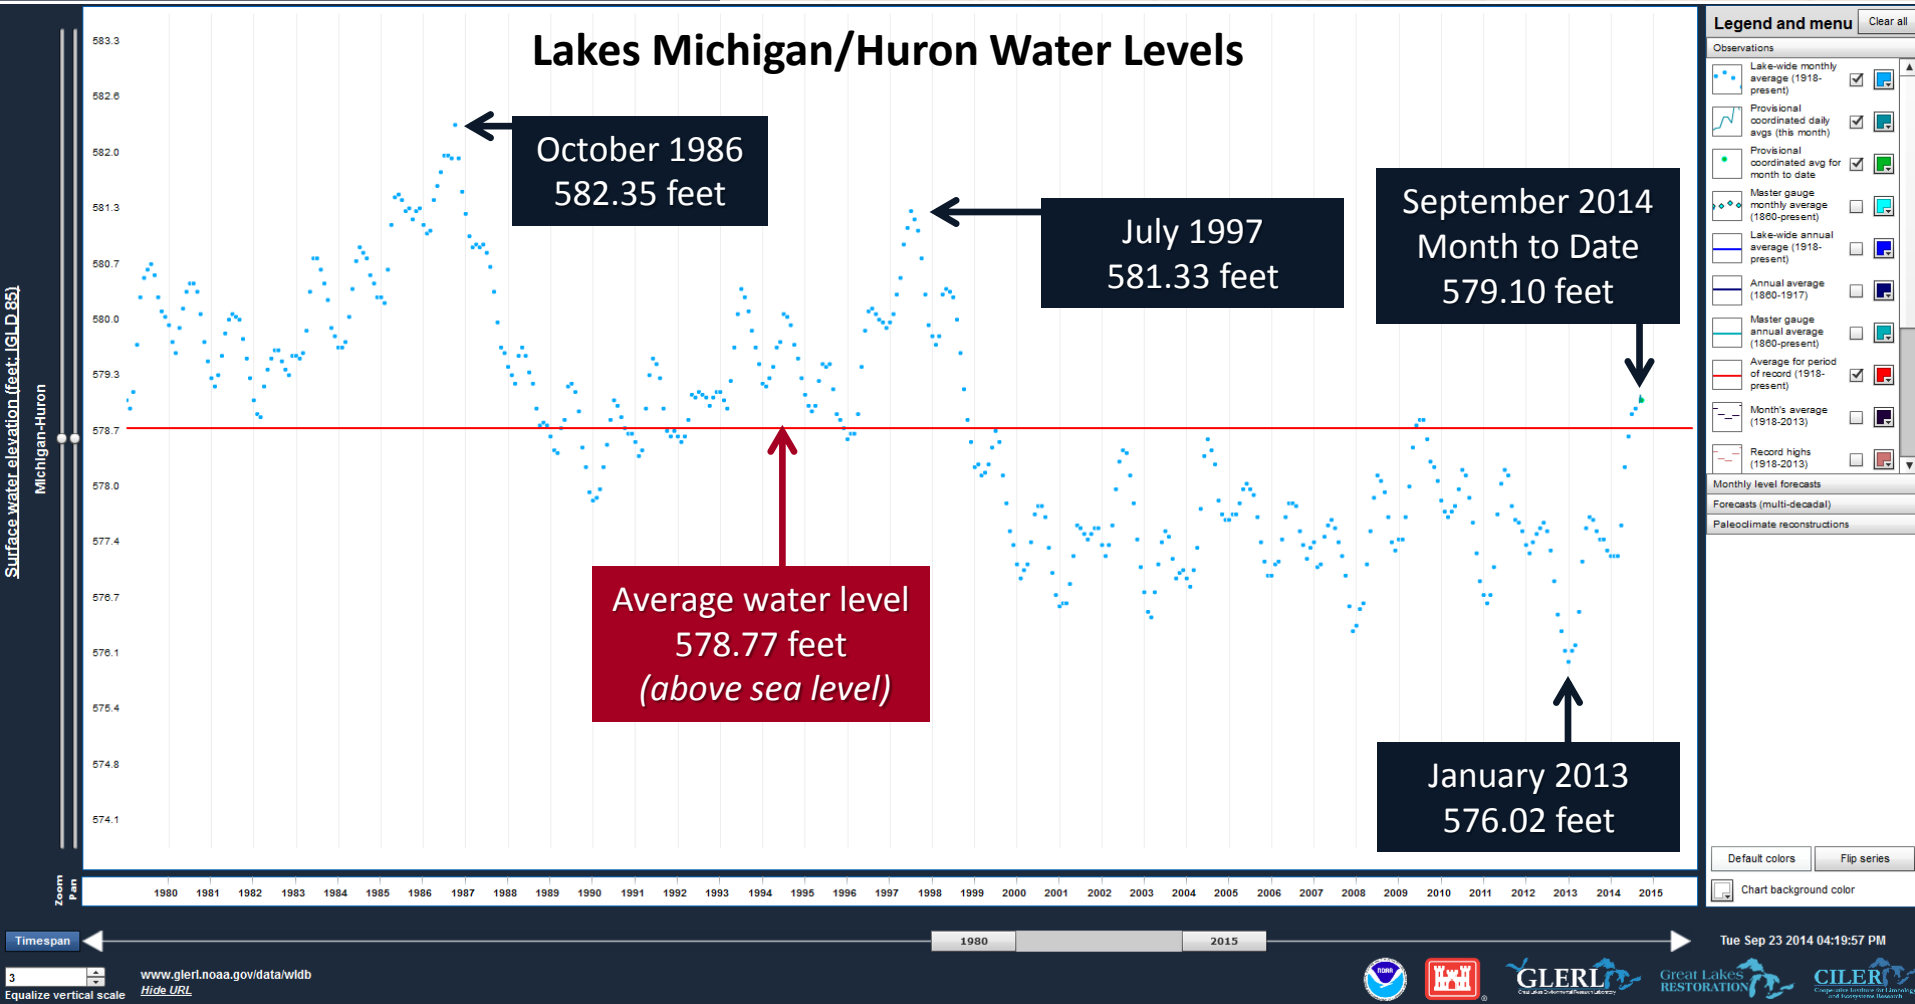 Lakes Michigan/Huron Water Levels
583.3
582.6
582.0
581.3
580.7
580.0
579.3
578.7
578.0
577.4
576.7
576.1
575.4
574.8
574.1
Surface water elevation (feet; IGLD 85)
Michigan-Huron
October 1986
582.35 feet
July 1997
581.33 feet
September 2014
Month to Date
579.10 feet
Average water level
578.77 feet
(above sea level)
January 2013
576.02 feet
Zoom
Pan
1980 1981 1982 1983 1984 1985 1986 1987 1988 1989 1990 1991 1992 1993 1994 1995 1996 1997 1998 1999 2000 2001 2002 2003 2004 2005 2006 2007 2008 2009 2010 2011 2012 2013 2014 2015
Legend and menu
Clear all
Observations
Lake-wide monthly
average (1918-
present)
Provisional
coordinated daily
avgs (this month)
Provisional
coordinated avg for
month to date
Master gauge
monthly average
(1860-present)
Lake-wide annual
average (1918-
present)
Annual average
(1860-1917)
Master gauge
annual average
(1860-present)
Average for period
of record (1918-
present)
Month's average
(1918-2013)
Record highs
(1918-2013)
Monthly level forecasts
Forecasts (multi-decadal)
Paleoclimate reconstructions
Default colors
Flip series
Chart background color
Timespan
1980
2015
Tue Sep 23 2014 04:19:57 PM
3
Equalize vertical scale
www.glerl.noaa.gov/data/wldb
Hide URL
NOAA
GLERL
Great Lakes
RESTORATION
CILER